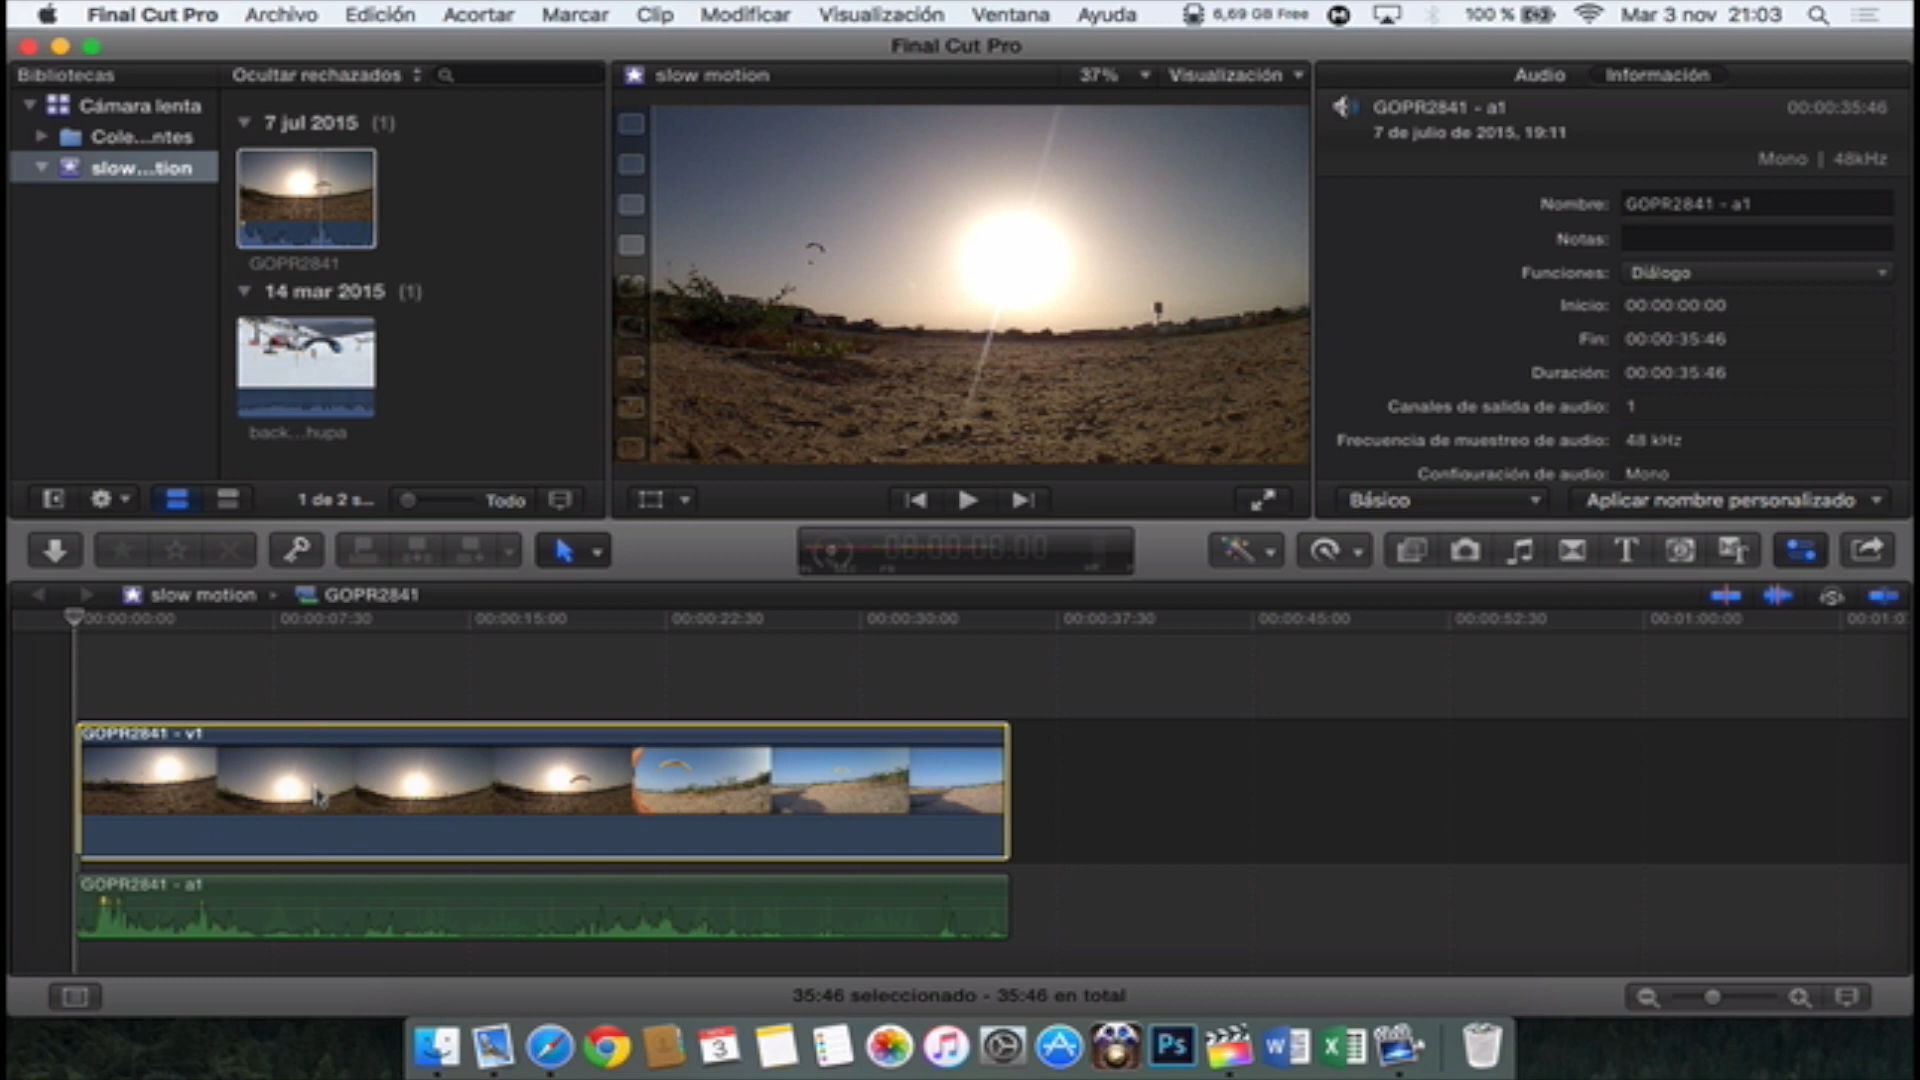 Final Cut Pro Archivo Edición Acortar Marcar Clip Modificar Visualización Ventana Ayuda 6,69 GB Free 100 % Mar 3 nov 21:03
Final Cut Pro
Bibliotecas Ocultar rechazados slow motion 37% Visualización Audio Información
Cámara lenta
Cole...ntes
slow...tion
7 jul 2015 (1)
GOPR2841
14 mar 2015 (1)
back...hupa
GOPR2841 - a1 00:00:35:46
7 de julio de 2015, 19:11
Mono | 48kHz
Nombre: GOPR2841 - a1
Notas:
Funciones: Diálogo
Inicio: 00:00:00:00
Fin: 00:00:35:46
Duración: 00:00:35:46
Canales de salida de audio: 1
Frecuencia de muestreo de audio: 48 kHz
Configuración de audio: Mono
1 de 2 s... Todo Básico Aplicar nombre personalizado
T
slow motion GOPR2841
00:00:00:00 00:00:07:30 00:00:15:00 00:00:22:30 00:00:30:00 00:00:37:30 00:00:45:00 00:00:52:30 00:01:00:00 00:01:0
GOPR2841 - v1
GOPR2841 - a1
35:46 seleccionado - 35:46 en total
3 Ps W X